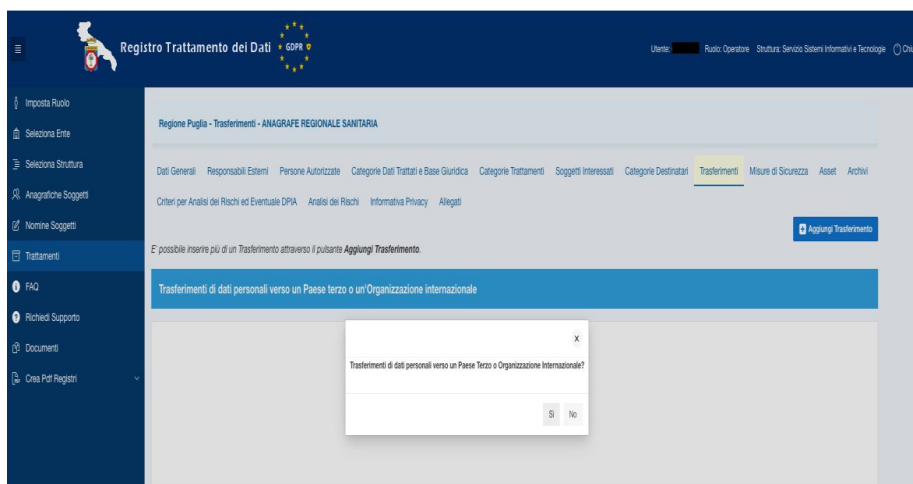 Registro Trattamento dei Dati GDPR
Utente: Ruolo: Operatore Struttura: Servizio Sistemi Informativi e Tecnologie Chiu
Imposta Ruolo
Seleziona Ente
Seleziona Struttura
Anagrafiche Soggetti
Nomine Soggetti
Trattamenti
FAQ
Richiedi Supporto
Documenti
Crea Pdf Registri
Regione Puglia - Trasferimenti - ANAGRAFE REGIONALE SANITARIA
Dati Generali Responsabili Esterni Persone Autorizzate Categorie Dati Trattati e Base Giuridica Categorie Trattamenti Soggetti Interessati Categorie Destinatari Trasferimenti Misure di Sicurezza Asset Archivi
Criteri per Analisi dei Rischi ed Eventuale DPIA Analisi dei Rischi Informativa Privacy Allegati
Aggiungi Trasferimento
E' possibile inserire più di un Trasferimento attraverso il pulsante Aggiungi Trasferimento.
Trasferimenti di dati personali verso un Paese terzo o un'Organizzazione internazionale
x
Trasferimenti di dati personali verso un Paese Terzo o Organizzazione Internazionale?
Sì No